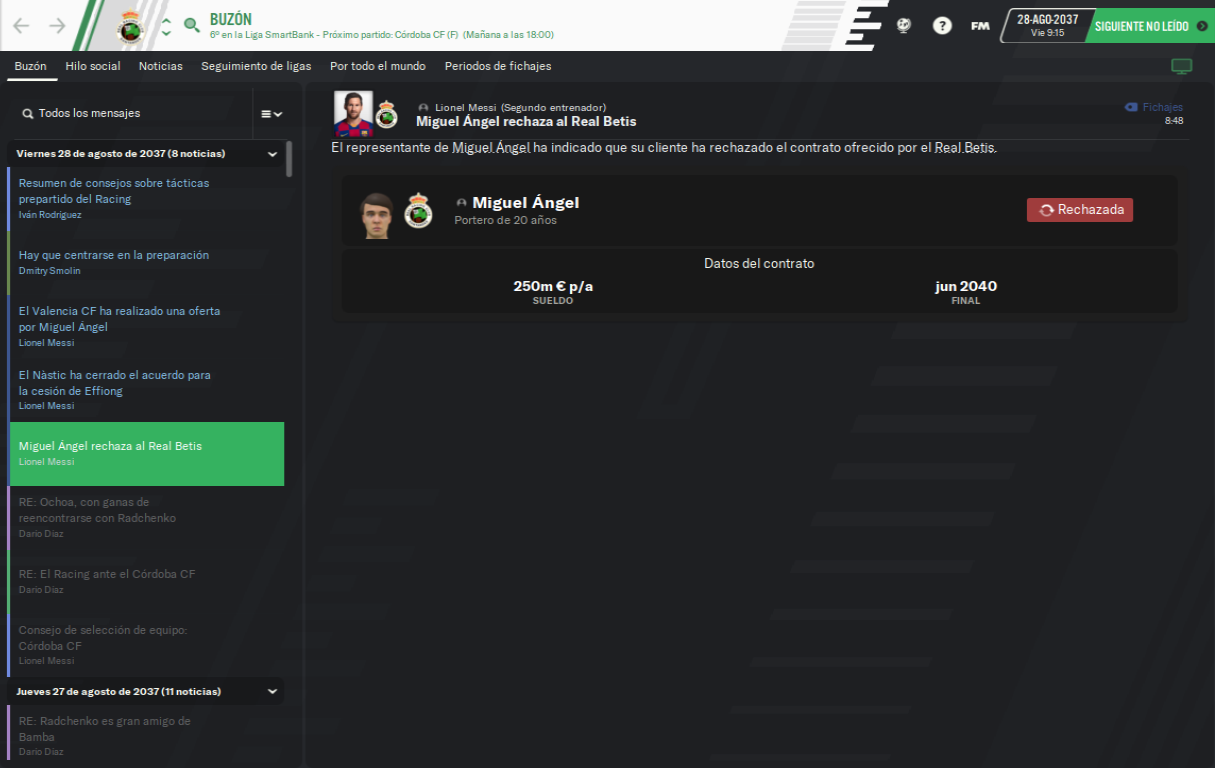 BUZÓN
6º en la Liga SmartBank - Próximo partido: Córdoba CF (F) (Mañana a las 18:00)
?
FM
28-AGO-2037
Vie 9:15
SIGUIENTE NO LEÍDO
Buzón
Hilo social
Noticias
Seguimiento de ligas
Por todo el mundo
Periodos de fichajes
Todos los mensajes
Viernes 28 de agosto de 2037 (8 noticias)
Resumen de consejos sobre tácticas
prepartido del Racing
Iván Rodríguez
Hay que centrarse en la preparación
Dmitry Smolin
El Valencia CF ha realizado una oferta
por Miguel Ángel
Lionel Messi
El Nàstic ha cerrado el acuerdo para
la cesión de Effiong
Lionel Messi
Miguel Ángel rechaza al Real Betis
Lionel Messi
RE: Ochoa, con ganas de
reencontrarse con Radchenko
Darío Díaz
RE: El Racing ante el Córdoba CF
Darío Díaz
Consejo de selección de equipo:
Córdoba CF
Lionel Messi
Jueves 27 de agosto de 2037 (11 noticias)
RE: Radchenko es gran amigo de
Bamba
Darío Díaz
Lionel Messi (Segundo entrenador)
Miguel Ángel rechaza al Real Betis
Fichajes
8:48
El representante de Miguel Ángel ha indicado que su cliente ha rechazado el contrato ofrecido por el Real Betis.
Miguel Ángel
Portero de 20 años
Rechazada
Datos del contrato
250m € p/a
SUELDO
jun 2040
FINAL